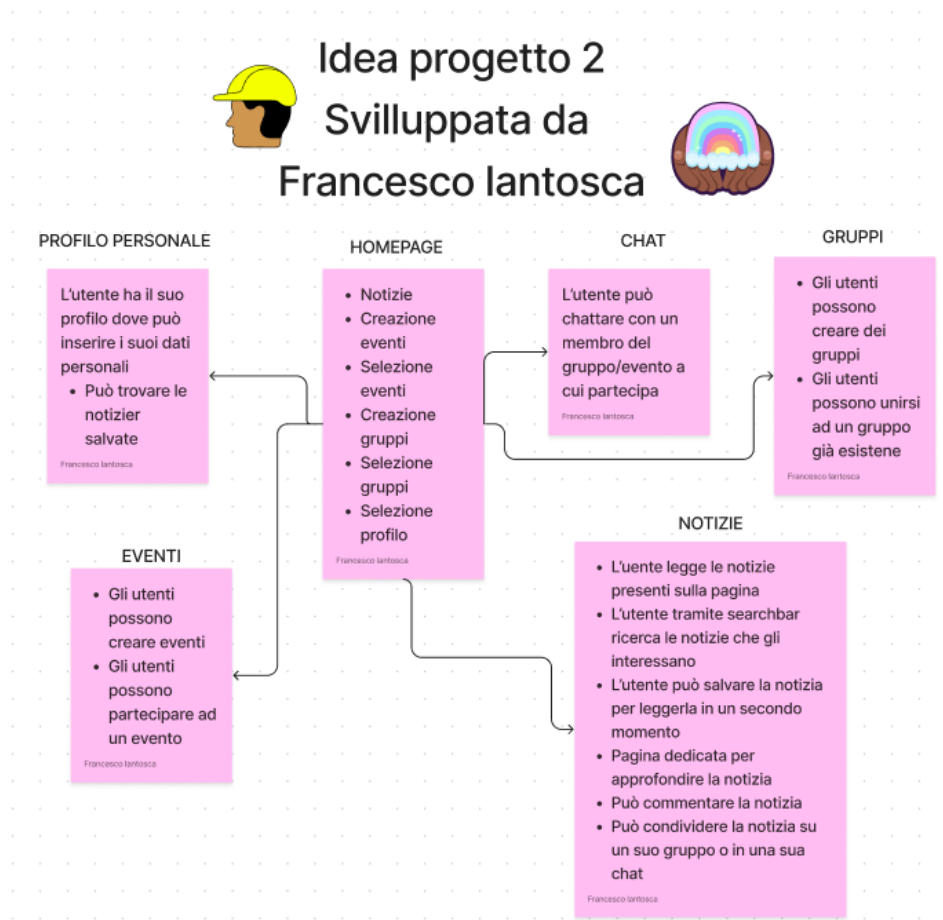 Idea progetto 2
Svilluppata da
Francesco Iantosca
PROFILO PERSONALE
L'utente ha il suo
profilo dove può
inserire i suoi dati
personali
• Può trovare le
notizier
salvate
Francesco Iantosca
HOMEPAGE
• Notizie
• Creazione
eventi
• Selezione
eventi
• Creazione
gruppi
• Selezione
gruppi
• Selezione
profilo
Francesco Iantosca
CHAT
L'utente può
chattare con un
membro del
gruppo/evento a
cui partecipa
Francesco Iantosca
GRUPPI
• Gli utenti
possono
creare dei
gruppi
• Gli utenti
possono unirsi
ad un gruppo
già esistene
Francesco Iantosca
EVENTI
• Gli utenti
possono
creare eventi
• Gli utenti
possono
partecipare ad
un evento
Francesco Iantosca
NOTIZIE
• L'uente legge le notizie
presenti sulla pagina
• L'utente tramite searchbar
ricerca le notizie che gli
interessano
• L'utente può salvare la notizia
per leggerla in un secondo
momento
• Pagina dedicata per
approfondire la notizia
• Può commentare la notizia
• Può condividere la notizia su
un suo gruppo o in una sua
chat
Francesco Iantosca